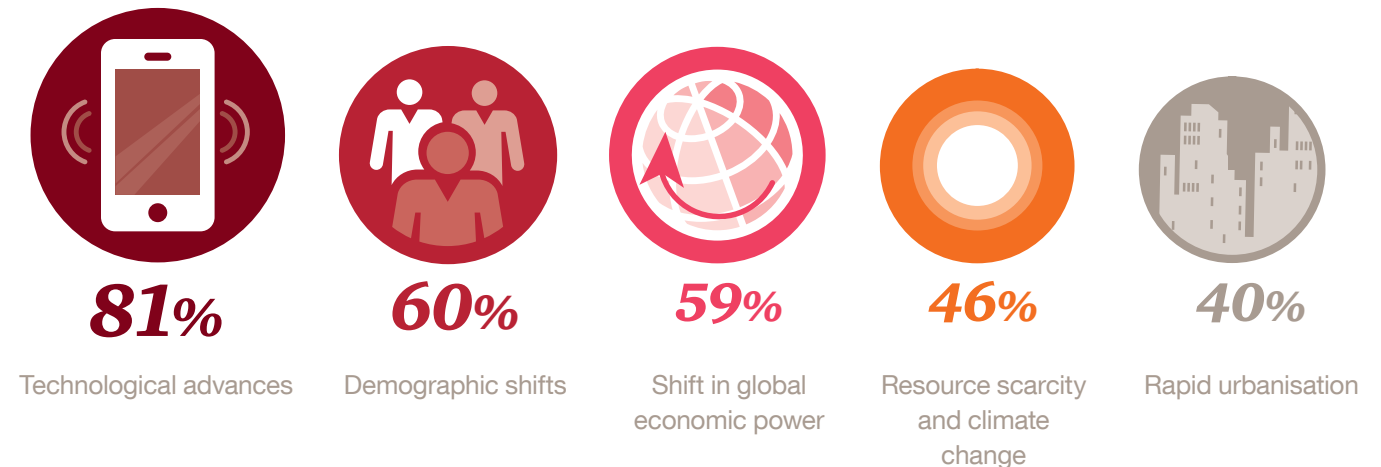 81%
Technological advances
60%
Demographic shifts
59%
Shift in global
economic power
46%
Resource scarcity
and climate
change
40%
Rapid urbanisation